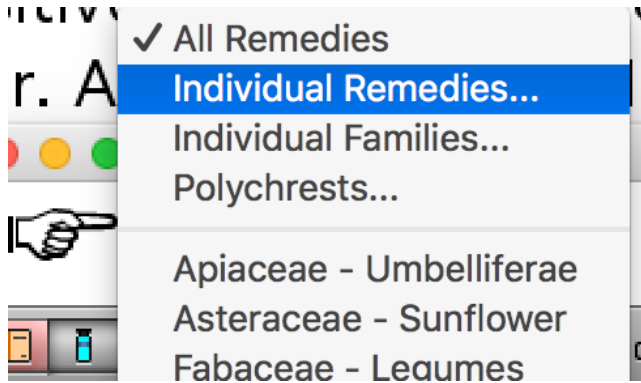 r. A
✓ All Remedies
Individual Remedies...
Individual Families...
Polychrests...
Apiaceae - Umbelliferae
Asteraceae - Sunflower
Fabaceae - Legumes